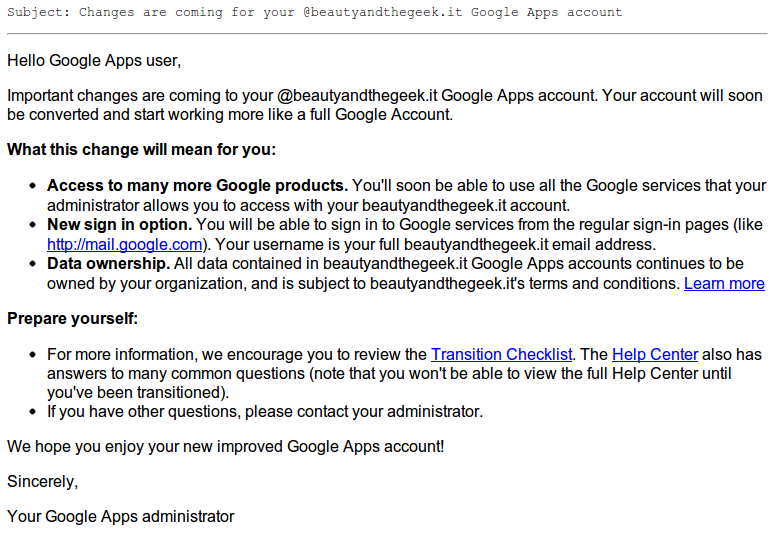 Subject: Changes are coming for your @beautyandthegeek.it Google Apps account
Hello Google Apps user,
Important changes are coming to your @beautyandthegeek.it Google Apps account. Your account will soon
be converted and start working more like a full Google Account.
What this change will mean for you:
• Access to many more Google products. You'll soon be able to use all the Google services that your
administrator allows you to access with your beautyandthegeek.it account.
• New sign in option. You will be able to sign in to Google services from the regular sign-in pages (like
http://mail.google.com). Your username is your full beautyandthegeek.it email address.
• Data ownership. All data contained in beautyandthegeek.it Google Apps accounts continues to be
owned by your organization, and is subject to beautyandthegeek.it's terms and conditions. Learn more
Prepare yourself:
• For more information, we encourage you to review the Transition Checklist. The Help Center also has
answers to many common questions (note that you won't be able to view the full Help Center until
you've been transitioned).
• If you have other questions, please contact your administrator.
We hope you enjoy your new improved Google Apps account!
Sincerely,
Your Google Apps administrator